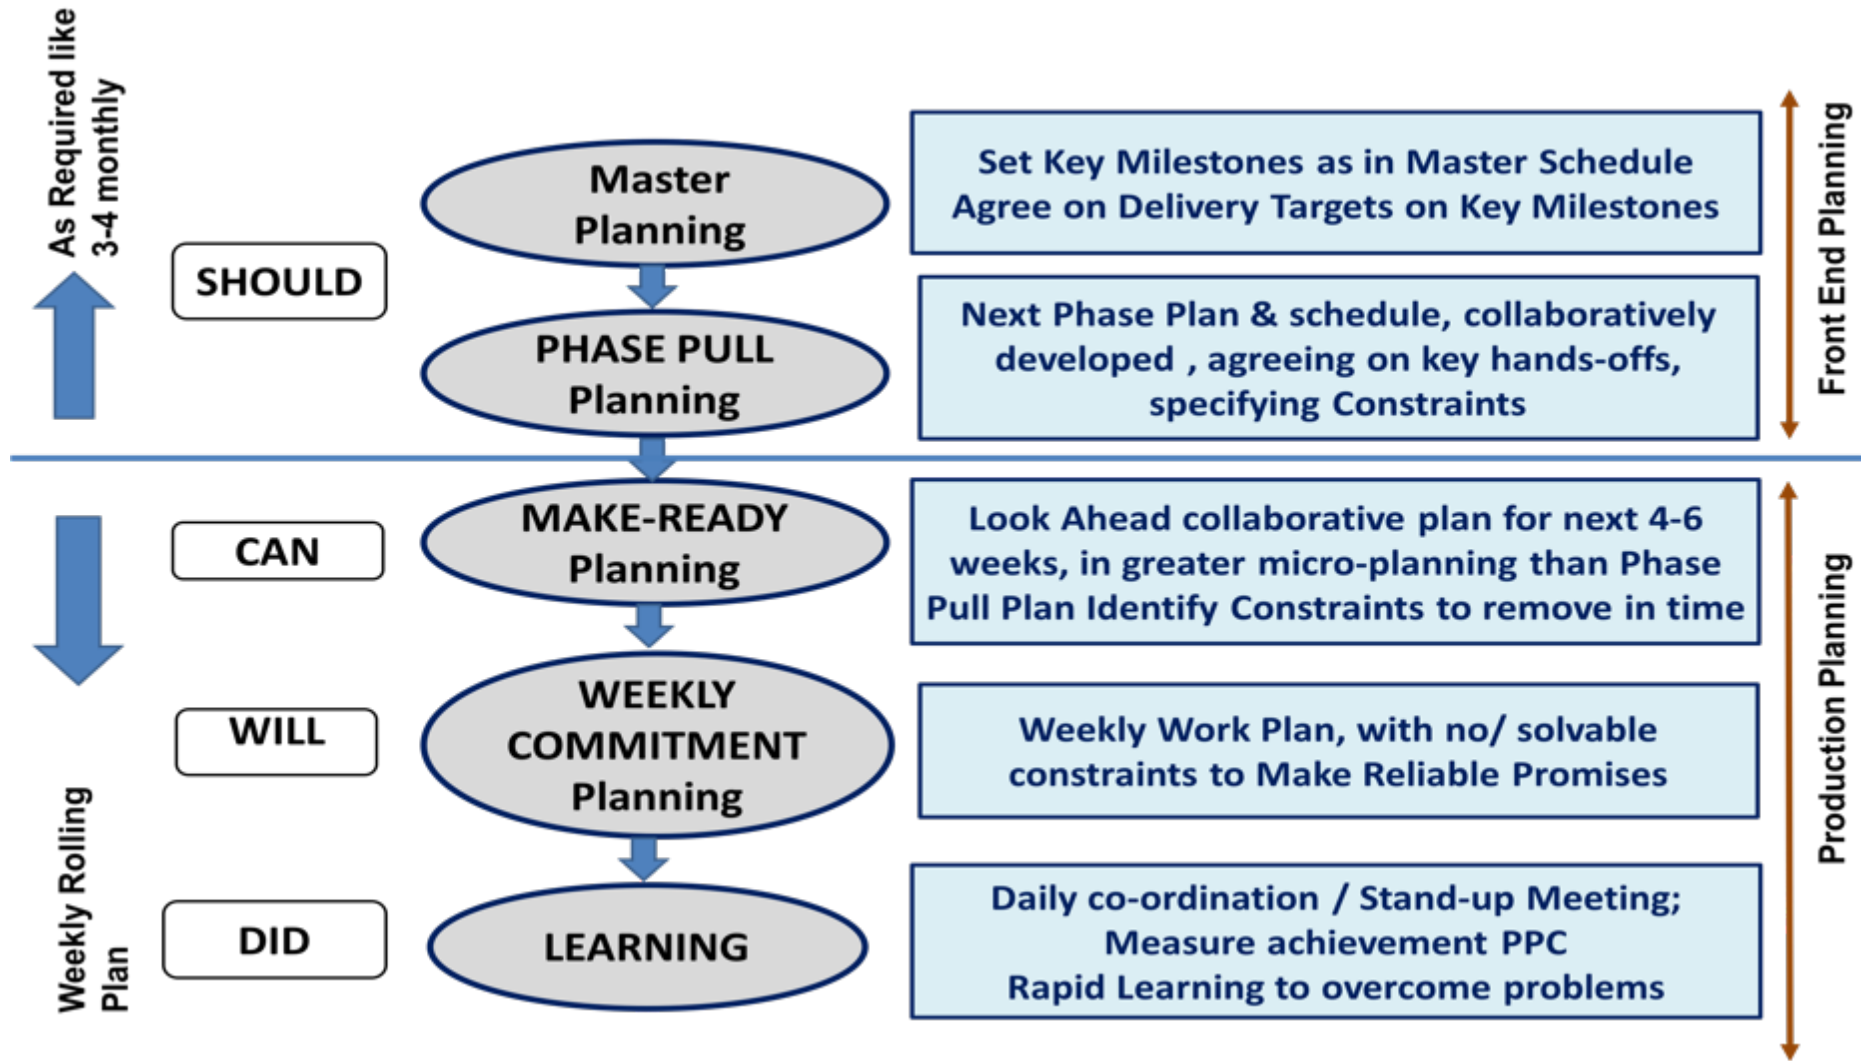 As Required like
3-4 monthly
SHOULD
Master
Planning
Set Key Milestones as in Master Schedule
Agree on Delivery Targets on Key Milestones
PHASE PULL
Planning
Next Phase Plan & schedule, collaboratively
developed , agreeing on key hands-offs,
specifying Constraints
Front End Planning
CAN
MAKE-READY
Planning
Look Ahead collaborative plan for next 4-6
weeks, in greater micro-planning than Phase
Pull Plan Identify Constraints to remove in time
WILL
WEEKLY
COMMITMENT
Planning
Weekly Work Plan, with no/ solvable
constraints to Make Reliable Promises
Weekly Rolling
Plan
DID
LEARNING
Daily co-ordination / Stand-up Meeting;
Measure achievement PPC
Rapid Learning to overcome problems
Production Planning